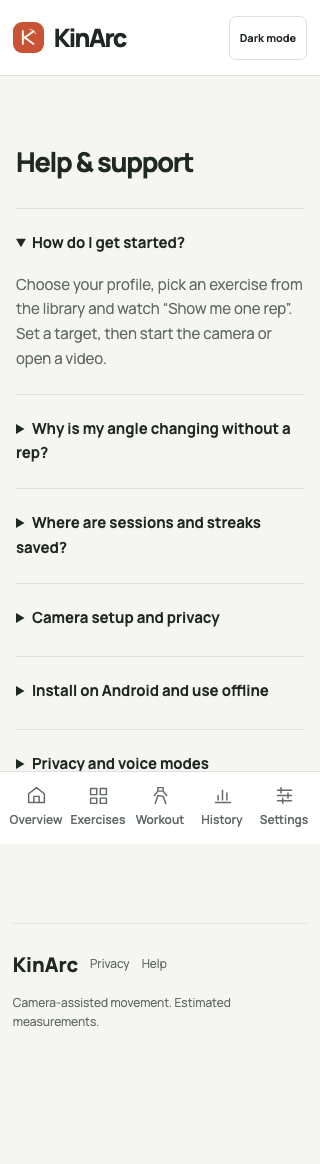 KinArc
Dark mode
Help & support
How do I get started?
Choose your profile, pick an exercise from
the library and watch “Show me one rep”.
Set a target, then start the camera or
open a video.
Why is my angle changing without a
rep?
Where are sessions and streaks
saved?
Camera setup and privacy
Install on Android and use offline
Privacy and voice modes
Overview Exercises Workout History Settings
KinArc Privacy Help
Camera-assisted movement. Estimated
measurements.